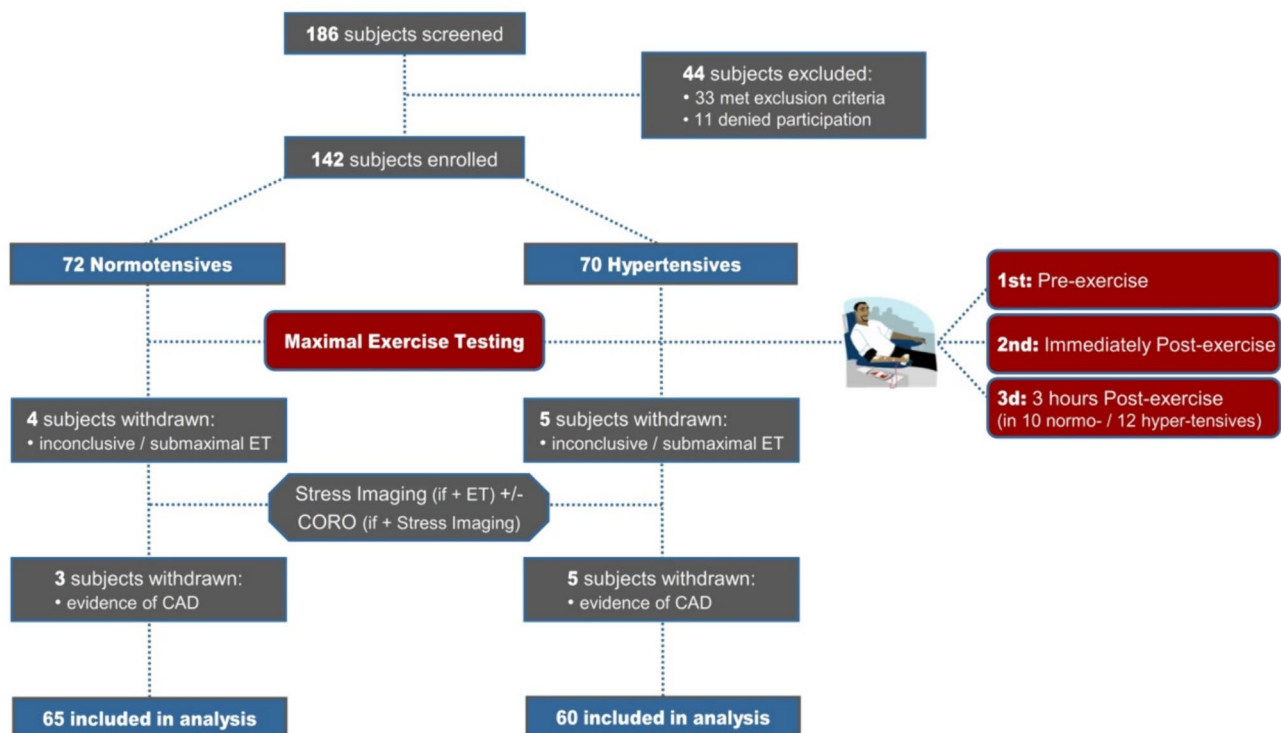 186 subjects screened
44 subjects excluded:
• 33 met exclusion criteria
• 11 denied participation
142 subjects enrolled
72 Normotensives
70 Hypertensives
Maximal Exercise Testing
1st: Pre-exercise
2nd: Immediately Post-exercise
3d: 3 hours Post-exercise
(in 10 normo- / 12 hyper-tensives)
4 subjects withdrawn:
• inconclusive / submaximal ET
5 subjects withdrawn:
• inconclusive / submaximal ET
Stress Imaging (if + ET) +/-
CORO (if + Stress Imaging)
3 subjects withdrawn:
• evidence of CAD
5 subjects withdrawn:
• evidence of CAD
65 included in analysis
60 included in analysis